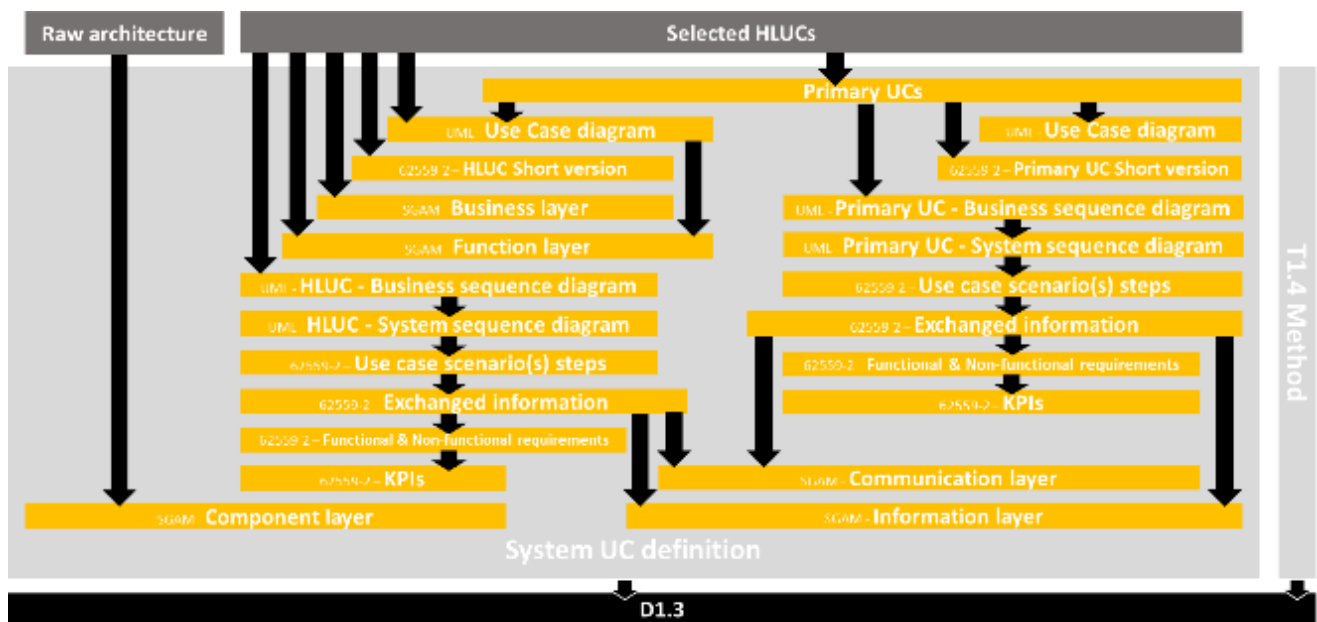 Raw architecture
Selected HLUCs
Primary UCs
UML Use Case diagram
UML - Use Case diagram
62559-2 – HLUC Short version
62559-2 – Primary UC Short version
SGAM Business layer
UML - Primary UC - Business sequence diagram
SGAM Function layer
UML Primary UC - System sequence diagram
UML - HLUC - Business sequence diagram
62559-2 – Use case scenario(s) steps
UML HLUC - System sequence diagram
62559-2 – Exchanged information
62559-2 – Use case scenario(s) steps
62559-2 Functional & Non-functional requirements
62559-2 Exchanged information
62559-2 – KPIs
62559-2 – Functional & Non-functional requirements
62559-2 – KPIs
SGAM - Communication layer
SGAM Component layer
SGAM - Information layer
System UC definition
T1.4 Method
D1.3